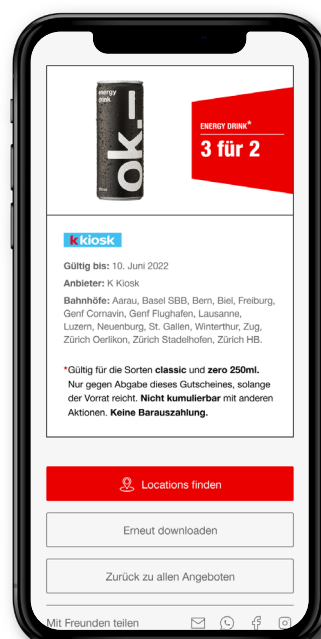 energy
drink
ok.–
ENERGY DRINK*
3 für 2
k kiosk
Gültig bis: 10. Juni 2022
Anbieter: K Kiosk
Bahnhöfe: Aarau, Basel SBB, Bern, Biel, Freiburg,
Genf Cornavin, Genf Flughafen, Lausanne,
Luzern, Neuenburg, St. Gallen, Winterthur, Zug,
Zürich Oerlikon, Zürich Stadelhofen, Zürich HB.
*Gültig für die Sorten classic und zero 250ml.
Nur gegen Abgabe dieses Gutscheines, solange
der Vorrat reicht. Nicht kumulierbar mit anderen
Aktionen. Keine Barauszahlung.
Locations finden
Erneut downloaden
Zurück zu allen Angeboten
Mit Freunden teilen